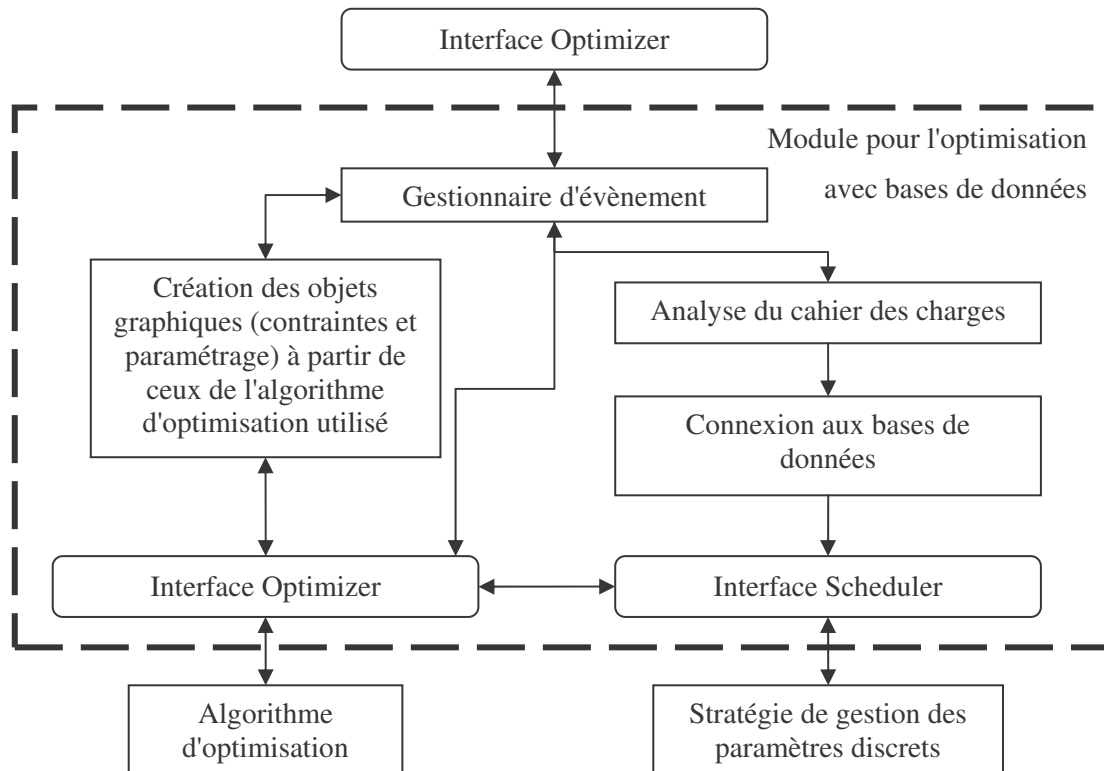 Interface Optimizer
Module pour l'optimisation
avec bases de données
Gestionnaire d'évènement
Création des objets
graphiques (contraintes et
paramétrage) à partir de
ceux de l'algorithme
d'optimisation utilisé
Analyse du cahier des charges
Connexion aux bases de
données
Interface Optimizer
Interface Scheduler
Algorithme
d'optimisation
Stratégie de gestion des
paramètres discrets